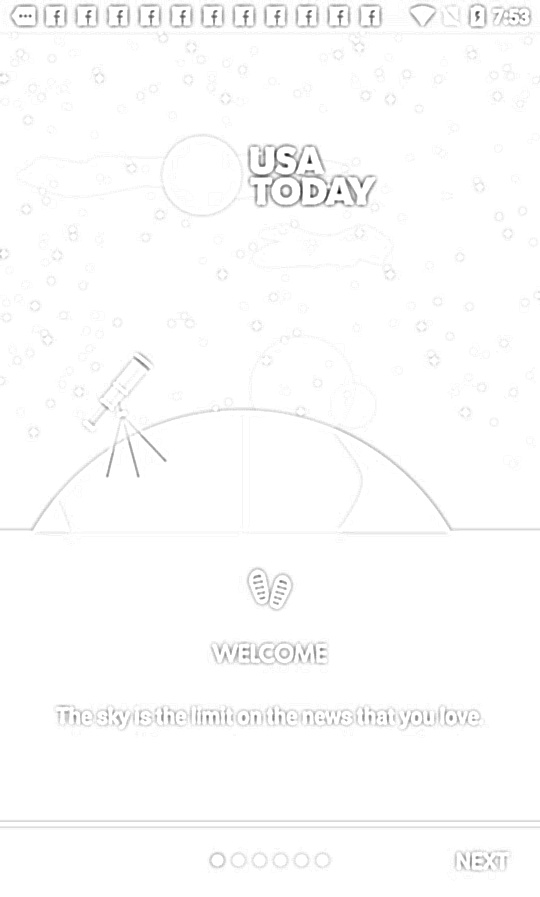 7:53
USA
TODAY
WELCOME
The sky is the limit on the news that you love.
NEXT